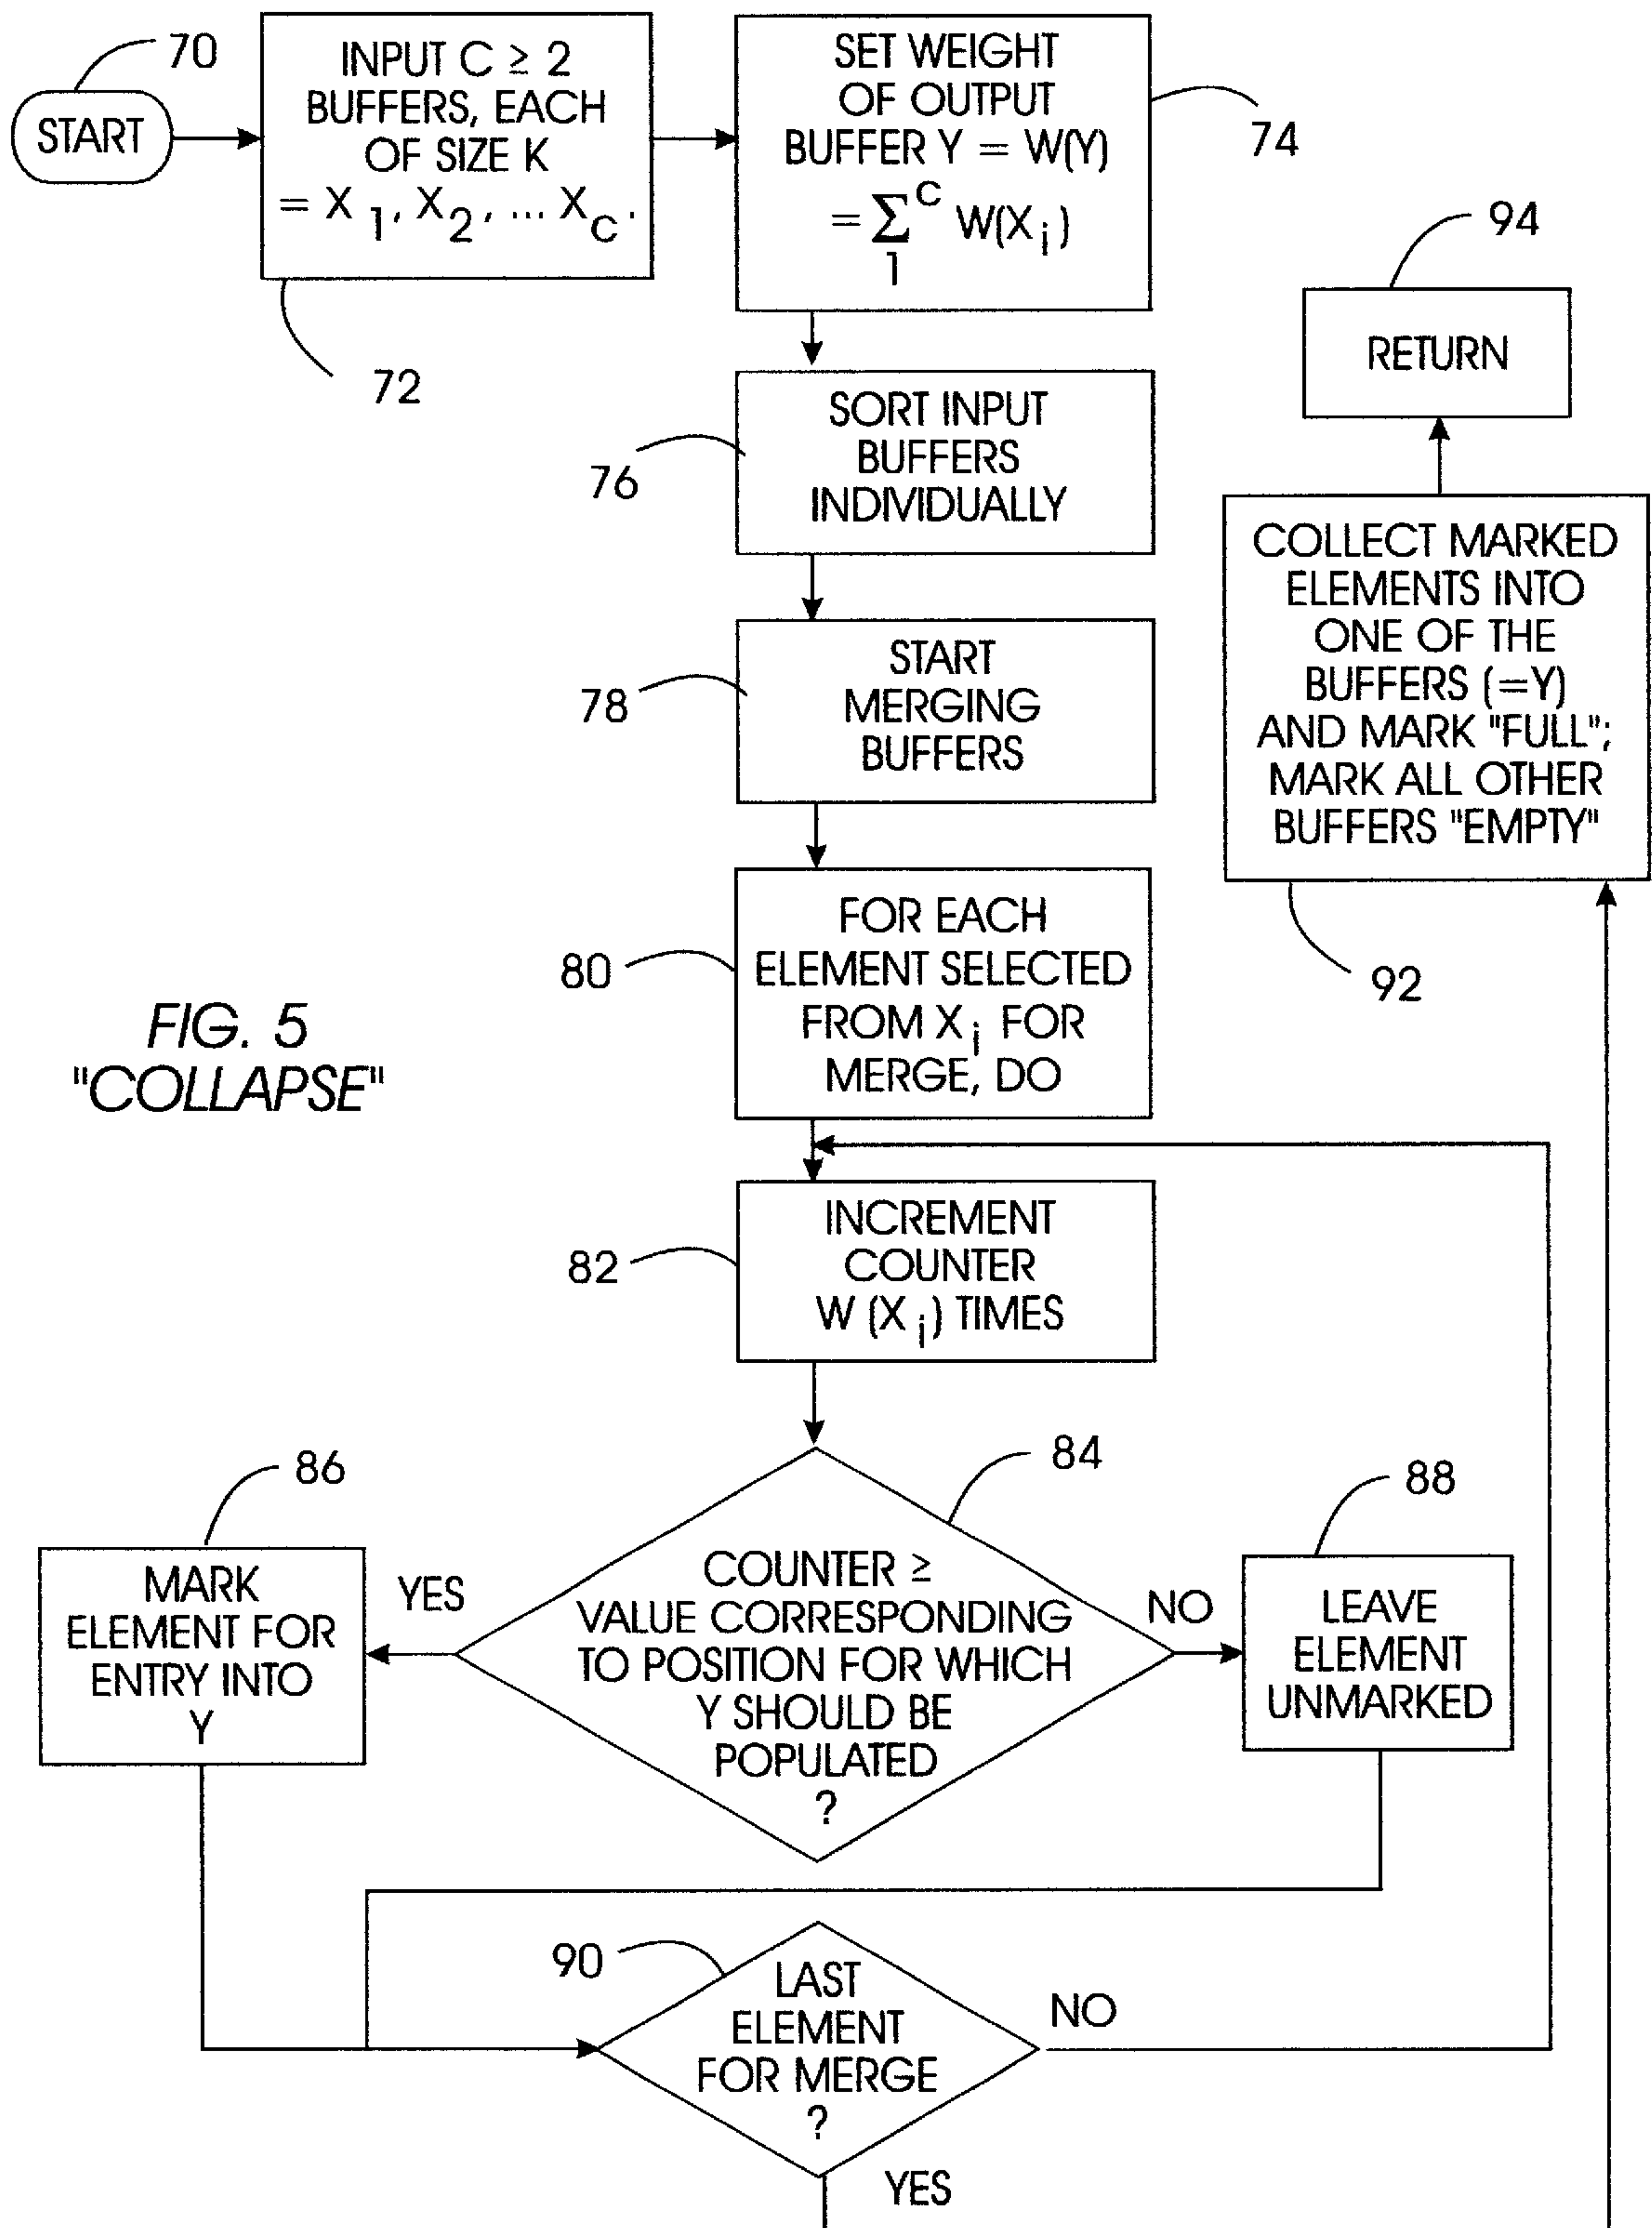 70
START
INPUT C ≥ 2
BUFFERS, EACH
OF SIZE K
= X 1, X 2, ... X C.
72
SET WEIGHT
OF OUTPUT
BUFFER Y = W(Y)
= Σ 1 C W(X i)
74
SORT INPUT
BUFFERS
INDIVIDUALLY
76
START
MERGING
BUFFERS
78
FOR EACH
ELEMENT SELECTED
FROM X i FOR
MERGE, DO
80
INCREMENT
COUNTER
W (X i) TIMES
82
COUNTER ≥
VALUE CORRESPONDING
TO POSITION FOR WHICH
Y SHOULD BE
POPULATED
?
84
YES
NO
MARK
ELEMENT FOR
ENTRY INTO
Y
86
LEAVE
ELEMENT
UNMARKED
88
LAST
ELEMENT
FOR MERGE
?
90
NO
YES
COLLECT MARKED
ELEMENTS INTO
ONE OF THE
BUFFERS (=Y)
AND MARK "FULL";
MARK ALL OTHER
BUFFERS "EMPTY"
92
RETURN
94
FIG. 5
"COLLAPSE"